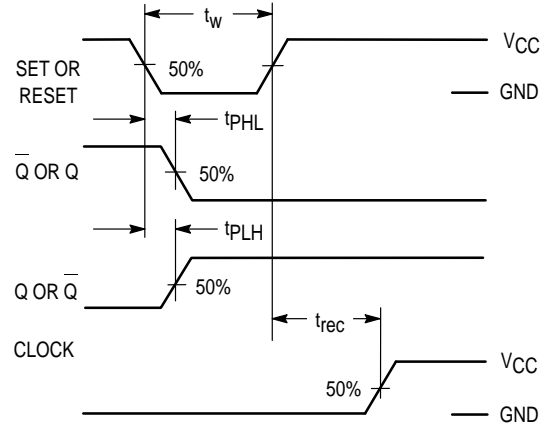 tw
VCC
SET OR
RESET
50%
GND
tPHL
Q OR Q
50%
tPLH
Q OR Q
50%
trec
CLOCK
VCC
50%
GND